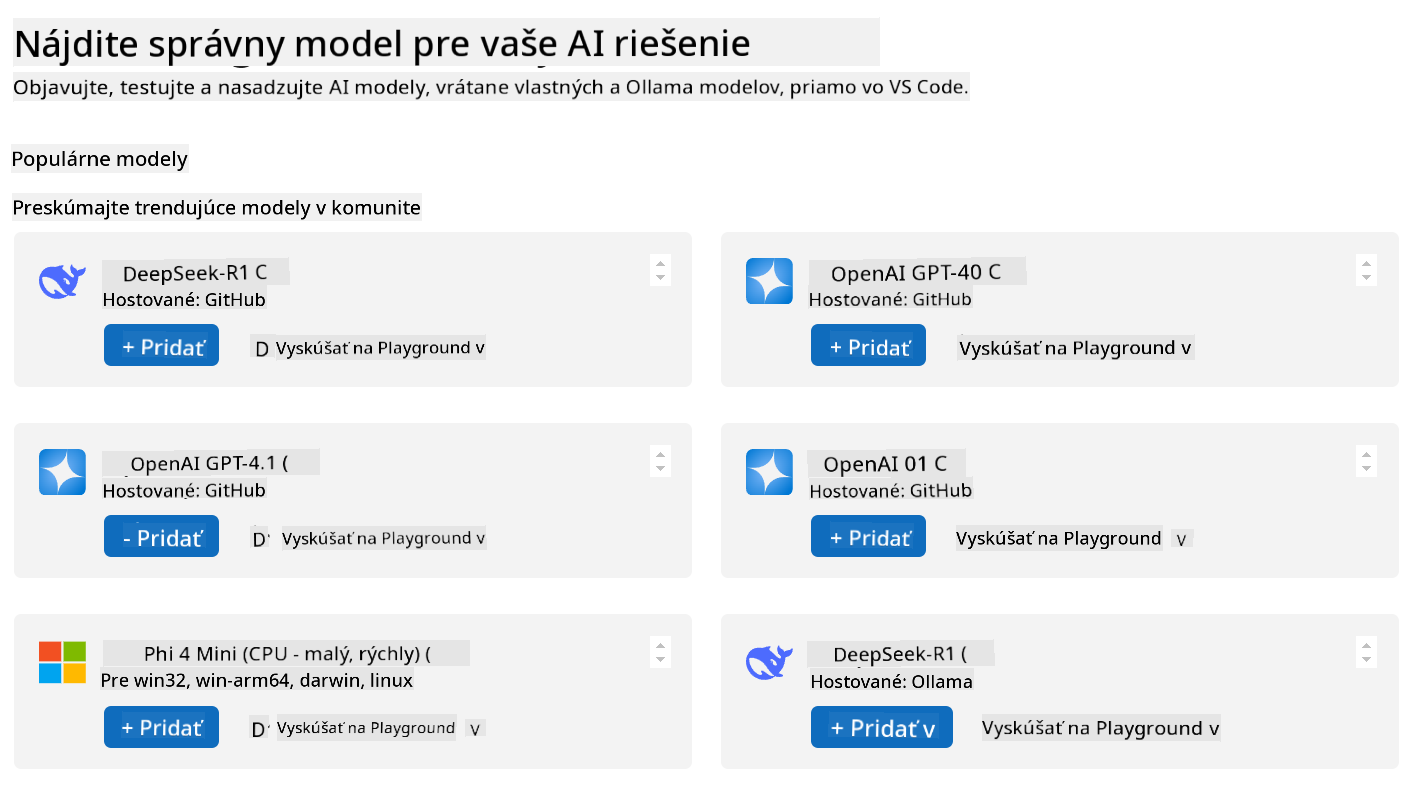 Nájdite správny model pre vaše AI riešenie
Objavujte, testujte a nasadzujte AI modely, vrátane vlastných a Ollama modelov, priamo vo VS Code.
Populárne modely
Preskúmajte trendujúce modely v komunite
DeepSeek-R1 C
Hostované: GitHub
+ Pridať D Vyskúšať na Playground v
OpenAI GPT-40 C
Hostované: GitHub
+ Pridať Vyskúšať na Playground v
OpenAI GPT-4.1 (
Hostované: GitHub
- Pridať D Vyskúšať na Playground v
OpenAI 01 C
Hostované: GitHub
+ Pridať Vyskúšať na Playground v
Phi 4 Mini (CPU - malý, rýchly) (
Pre win32, win-arm64, darwin, linux
+ Pridať D Vyskúšať na Playground v
DeepSeek-R1 (
Hostované: Ollama
+ Pridať v Vyskúšať na Playground v